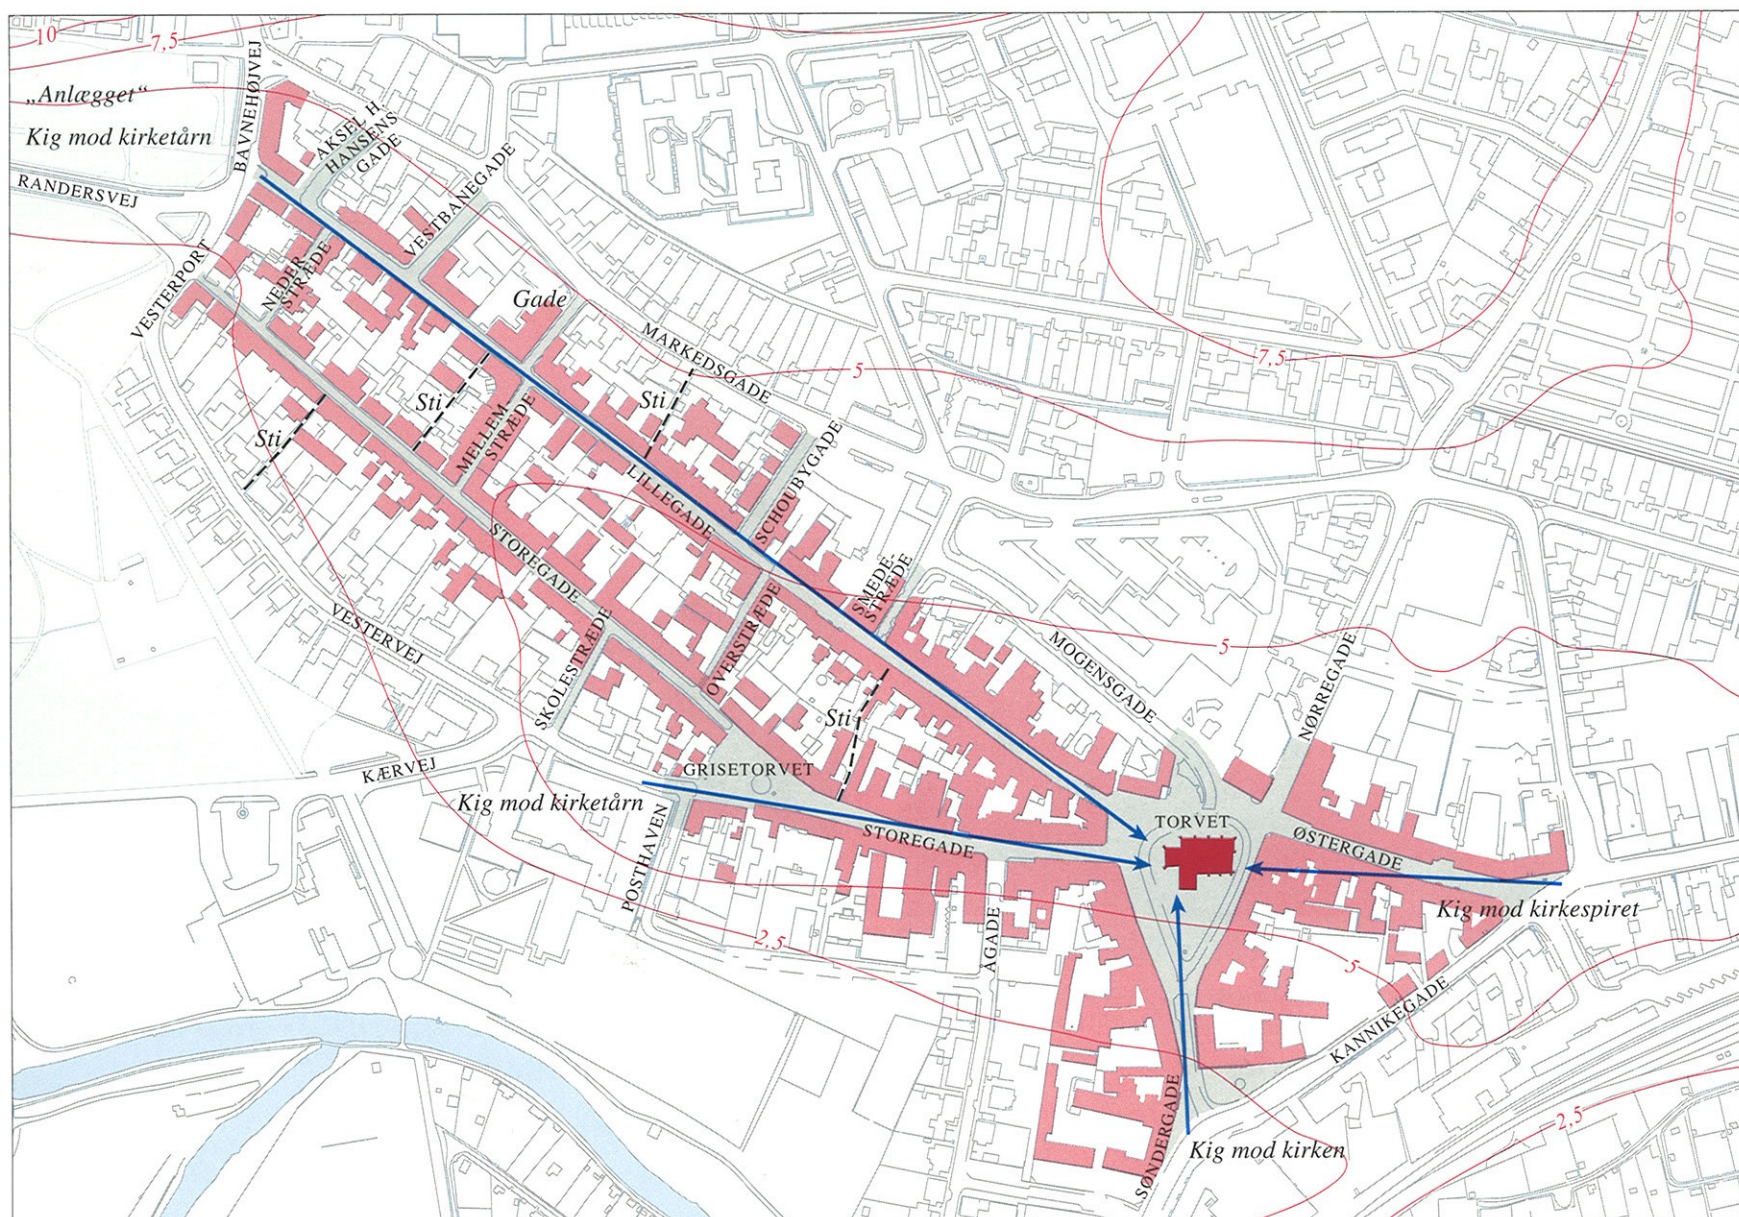 10
7,5
„Anlægget“
Kig mod kirketårn
BAVNEHØJVEJ
AKSEL H.
HANSENS
GADE
RANDERSVEJ
VESTBANEGADE
VESTERPORT
NEDER-
STRÆDE
Gade
MARKEDSGADE
5
7,5
Sti
Sti
Sti
MELLEM
STRÆDE
LILLEGADE
SCHOUBYGADE
STOREGADE
SMEDE-
STRÆDE
VESTERVEJ
SKOLESTRÆDE
OVERSTRÆDE
MOGENSGADE
5
NØRREGADE
Sti
KÆRVEJ
GRISETORVET
Kig mod kirketårn
POSTHAVEN
STOREGADE
TORVET
ØSTERGADE
Kig mod kirkespiret
2,5
ÅGADE
5
KANNIKEGADE
SØNDERGADE
Kig mod kirken
2,5